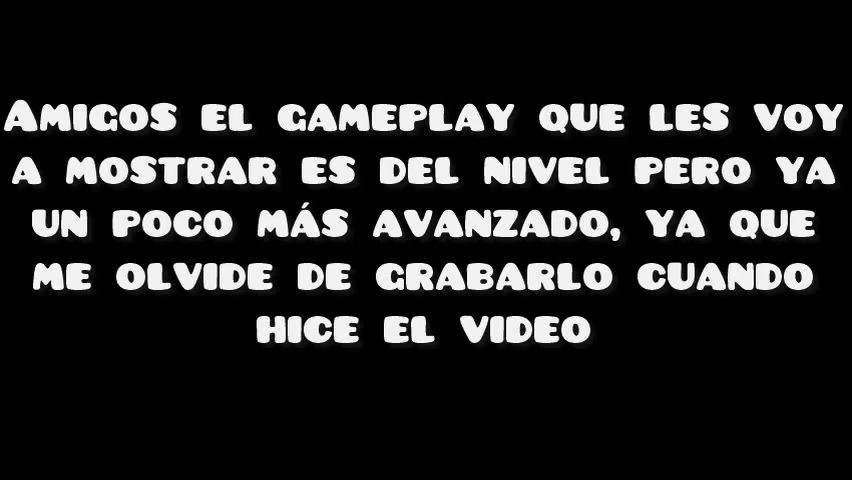 Amigos el gameplay que les voy
a mostrar es del nivel pero ya
un poco más avanzado, ya que
me olvide de grabarlo cuando
hice el video